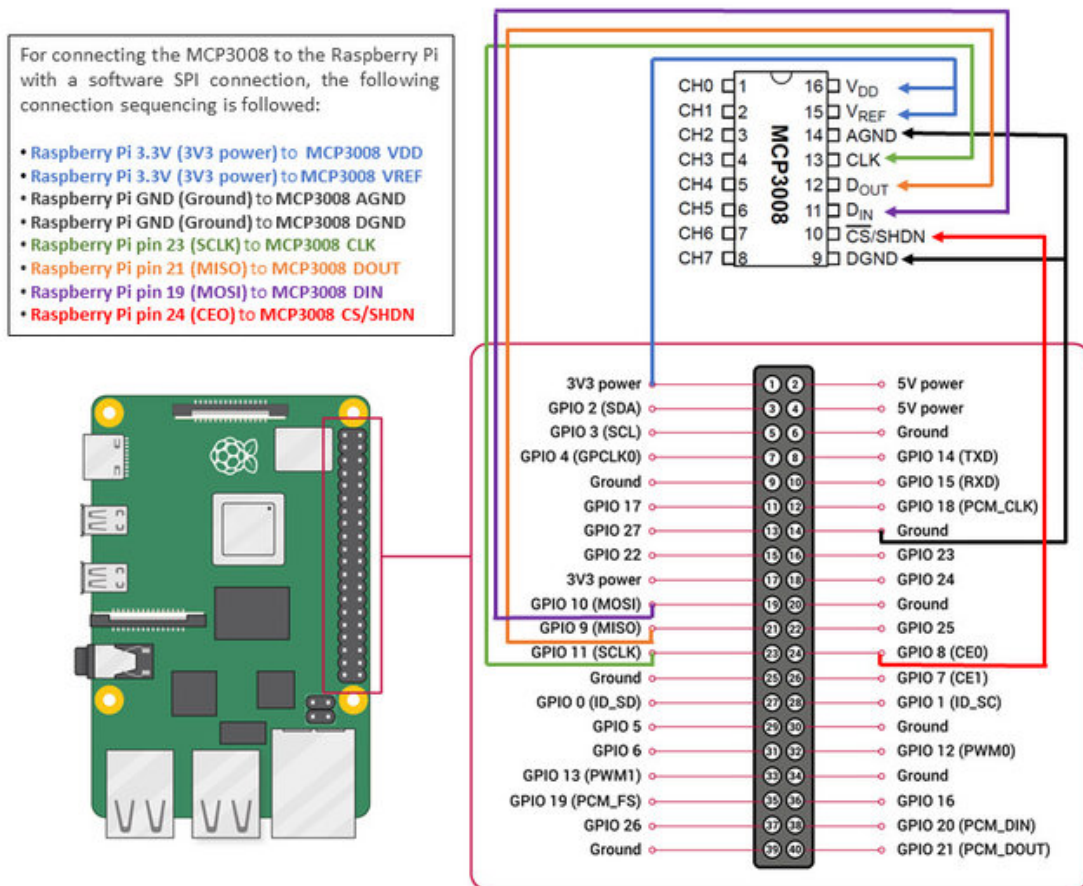 For connecting the MCP3008 to the Raspberry Pi
with a software SPI connection, the following
connection sequencing is followed:
• Raspberry Pi 3.3V (3V3 power) to MCP3008 VDD
• Raspberry Pi 3.3V (3V3 power) to MCP3008 VREF
• Raspberry Pi GND (Ground) to MCP3008 AGND
• Raspberry Pi GND (Ground) to MCP3008 DGND
• Raspberry Pi pin 23 (SCLK) to MCP3008 CLK
• Raspberry Pi pin 21 (MISO) to MCP3008 DOUT
• Raspberry Pi pin 19 (MOSI) to MCP3008 DIN
• Raspberry Pi pin 24 (CEO) to MCP3008 CS/SHDN
MCP3008
CH0 1 16 VDD
CH1 2 15 VREF
CH2 3 14 AGND
CH3 4 13 CLK
CH4 5 12 DOUT
CH5 6 11 DIN
CH6 7 10 CS/SHDN
CH7 8 9 DGND
3V3 power 1 2 5V power
GPIO 2 (SDA) 3 4 5V power
GPIO 3 (SCL) 5 6 Ground
GPIO 4 (GPCLK0) 7 8 GPIO 14 (TXD)
Ground 9 10 GPIO 15 (RXD)
GPIO 17 11 12 GPIO 18 (PCM_CLK)
GPIO 27 13 14 Ground
GPIO 22 15 16 GPIO 23
3V3 power 17 18 GPIO 24
GPIO 10 (MOSI) 19 20 Ground
GPIO 9 (MISO) 21 22 GPIO 25
GPIO 11 (SCLK) 23 24 GPIO 8 (CE0)
Ground 25 26 GPIO 7 (CE1)
GPIO 0 (ID_SD) 27 28 GPIO 1 (ID_SC)
GPIO 5 29 30 Ground
GPIO 6 31 32 GPIO 12 (PWM0)
GPIO 13 (PWM1) 33 34 Ground
GPIO 19 (PCM_FS) 35 36 GPIO 16
GPIO 26 37 38 GPIO 20 (PCM_DIN)
Ground 39 40 GPIO 21 (PCM_DOUT)